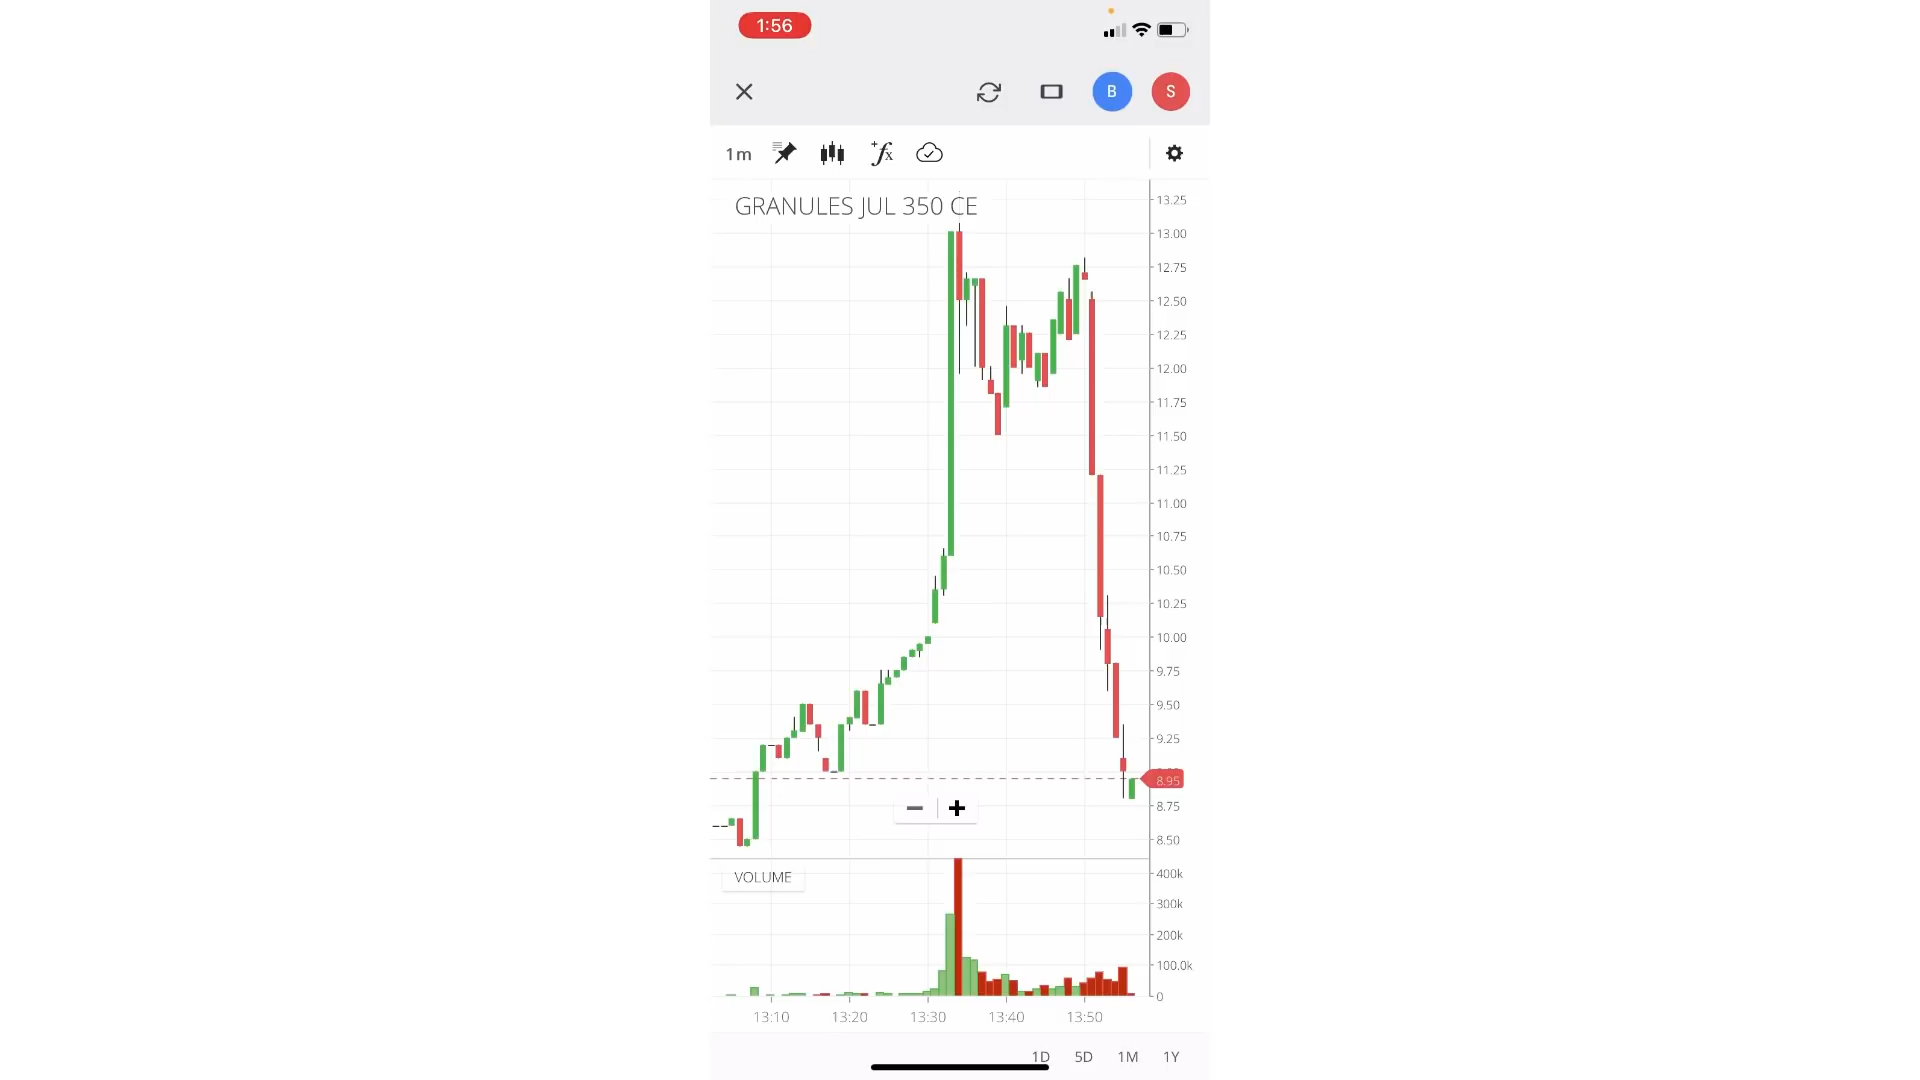 1:56
B S
1m fx
GRANULES JUL 350 CE
13.25
13.00
12.75
12.50
12.25
12.00
11.75
11.50
11.25
11.00
10.75
10.50
10.25
10.00
9.75
9.50
9.25
8.95
8.75
8.50
VOLUME
400k
300k
200k
100.0k
0
13:10 13:20 13:30 13:40 13:50
1D 5D 1M 1Y